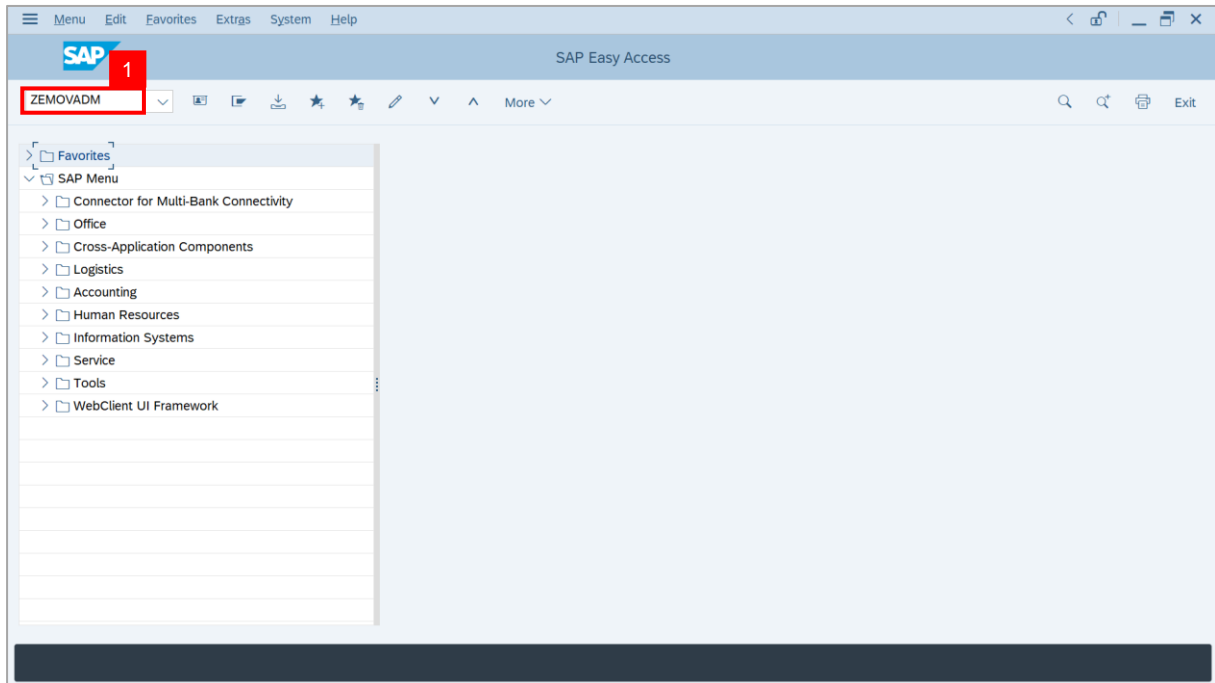 Menu Edit Favorites Extras System Help
SAP
SAP Easy Access
1
ZEMOVADM
More
Exit
Favorites
SAP Menu
Connector for Multi-Bank Connectivity
Office
Cross-Application Components
Logistics
Accounting
Human Resources
Information Systems
Service
Tools
WebClient UI Framework